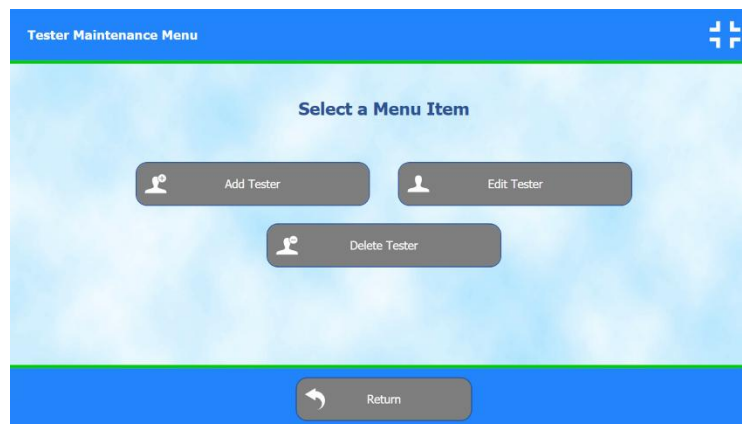 Tester Maintenance Menu
Select a Menu Item
Add Tester
Edit Tester
Delete Tester
Return